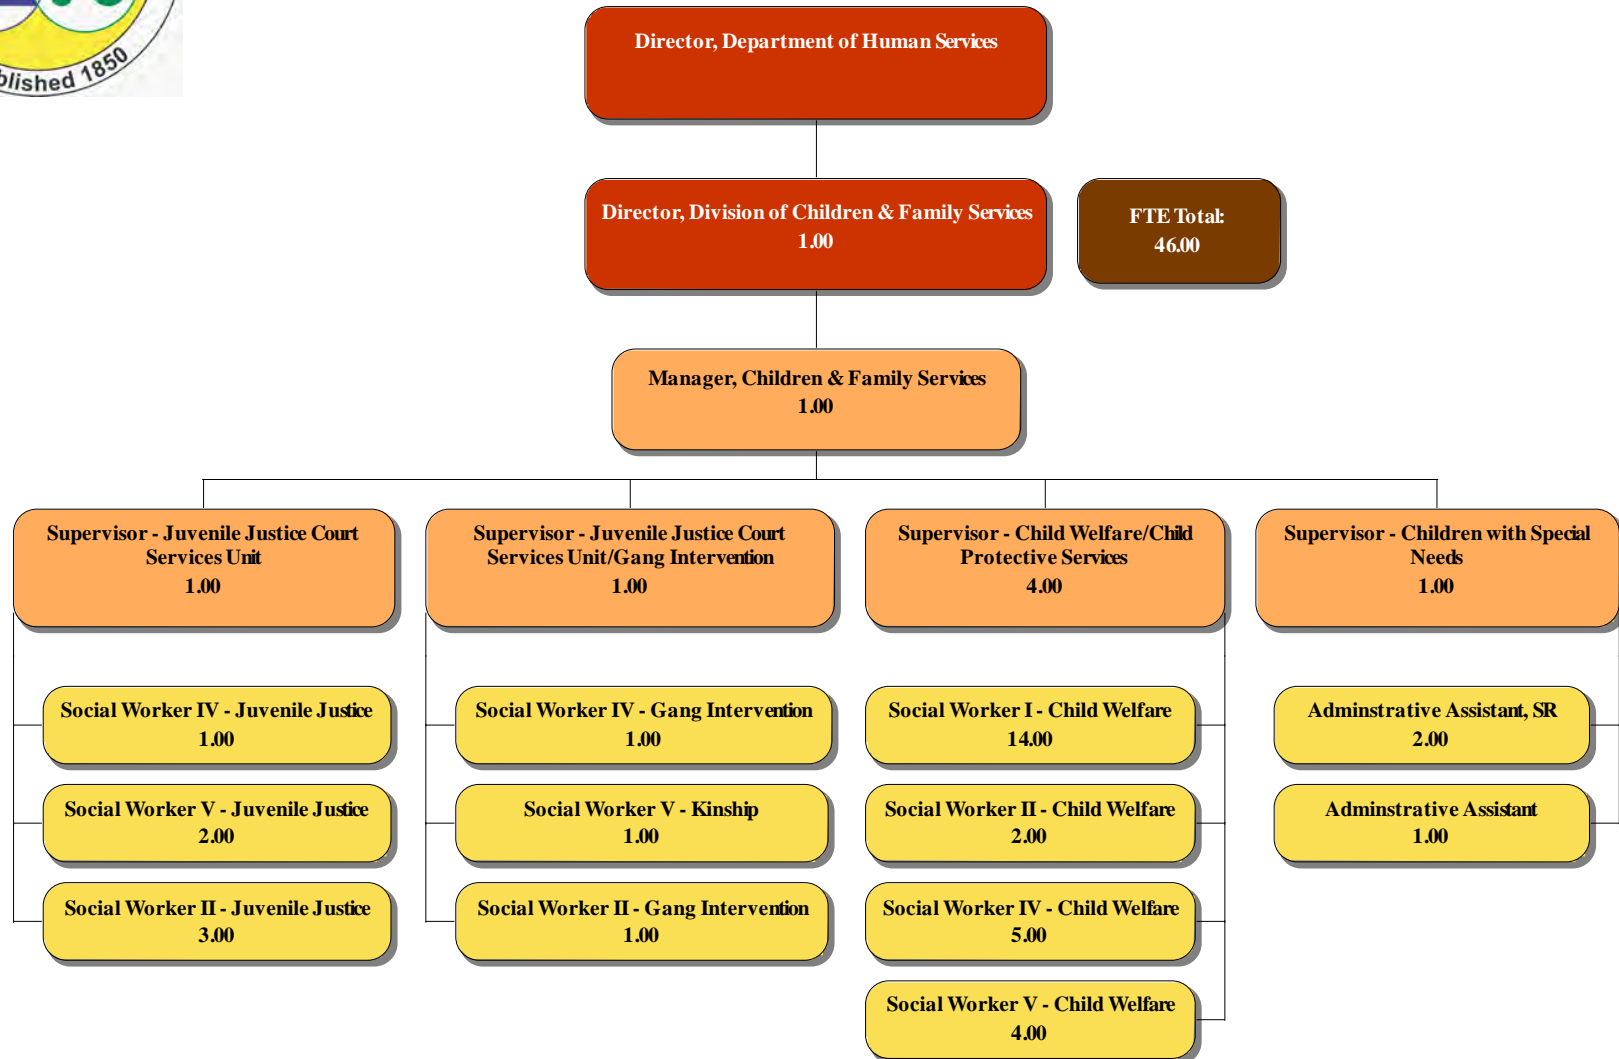 1850
Director, Department of Human Services
Director, Division of Children & Family Services
1.00
FTE Total:
46.00
Manager, Children & Family Services
1.00
Supervisor - Juvenile Justice Court
Services Unit
1.00
Supervisor - Juvenile Justice Court
Services Unit/Gang Intervention
1.00
Supervisor - Child Welfare/Child
Protective Services
4.00
Supervisor - Children with Special
Needs
1.00
Social Worker IV - Juvenile Justice
1.00
Social Worker V - Juvenile Justice
2.00
Social Worker II - Juvenile Justice
3.00
Social Worker IV - Gang Intervention
1.00
Social Worker V - Kinship
1.00
Social Worker II - Gang Intervention
1.00
Social Worker I - Child Welfare
14.00
Social Worker II - Child Welfare
2.00
Social Worker IV - Child Welfare
5.00
Social Worker V - Child Welfare
4.00
Adminstrative Assistant, SR
2.00
Adminstrative Assistant
1.00